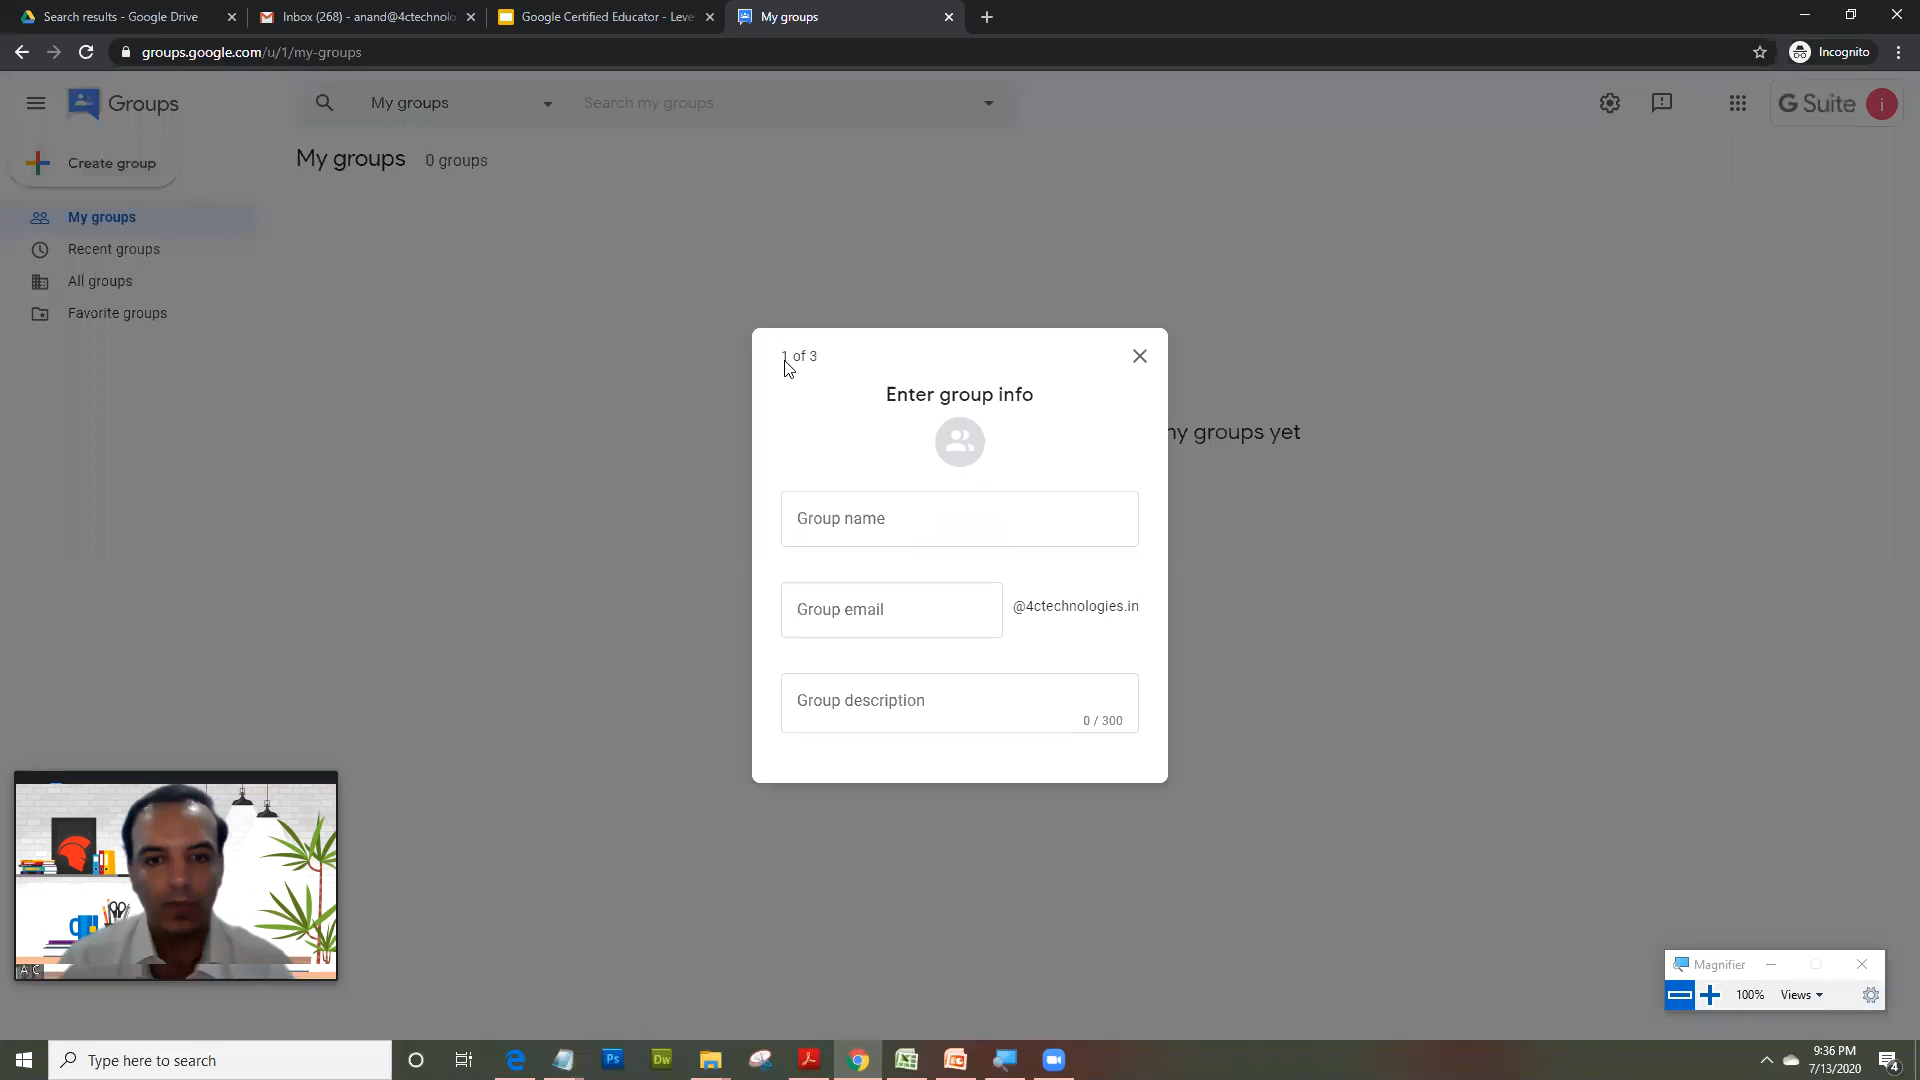 Search results - Google Drive
Inbox (268) - anand@4ctechnolo
Google Certified Educator - Leve
My groups
groups.google.com/u/1/my-groups
Incognito
Groups
My groups
Search my groups
G Suite
i
Create group
My groups 0 groups
My groups
Recent groups
All groups
Favorite groups
1 of 3
Enter group info
ny groups yet
Group name
Group email
@4ctechnologies.in
Group description
0 / 300
A C
Magnifier
100%
Views
Type here to search
Ps
Dw
9:36 PM
7/13/2020
4